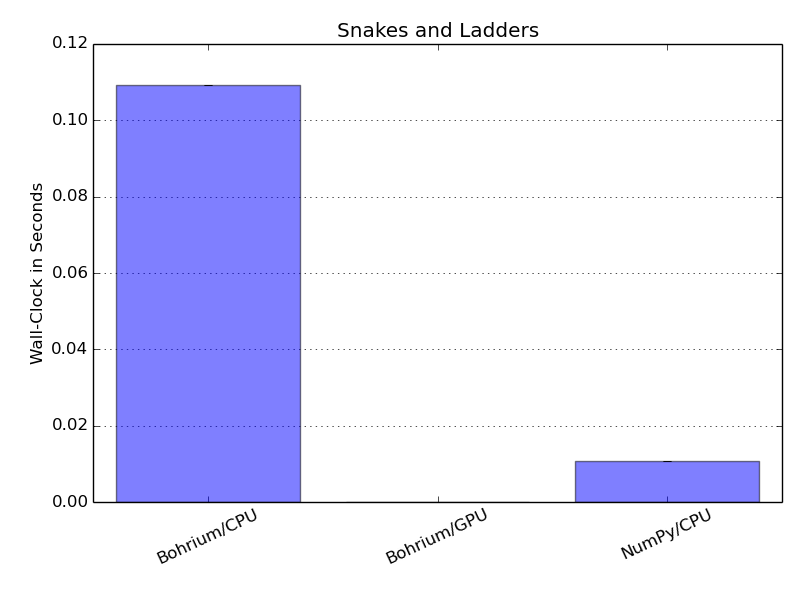 Snakes and Ladders
Wall-Clock in Seconds
0.12
0.10
0.08
0.06
0.04
0.02
0.00
Bohrium/CPU
Bohrium/GPU
NumPy/CPU